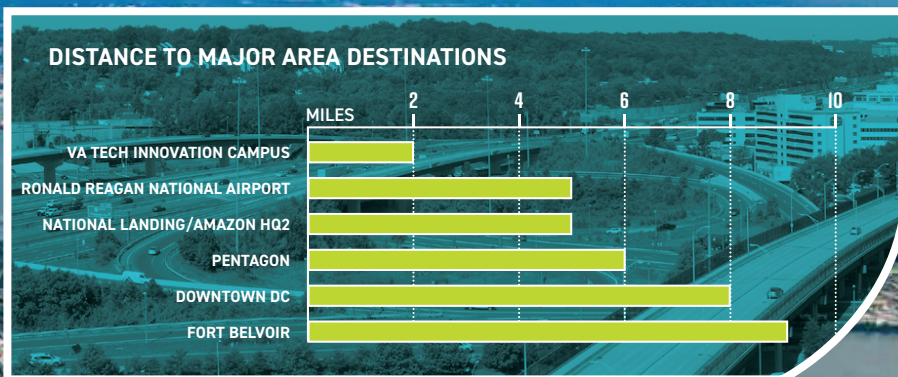 DISTANCE TO MAJOR AREA DESTINATIONS
MILES 2 4 6 8 10
VA TECH INNOVATION CAMPUS
RONALD REAGAN NATIONAL AIRPORT
NATIONAL LANDING/AMAZON HQ2
PENTAGON
DOWNTOWN DC
FORT BELVOIR